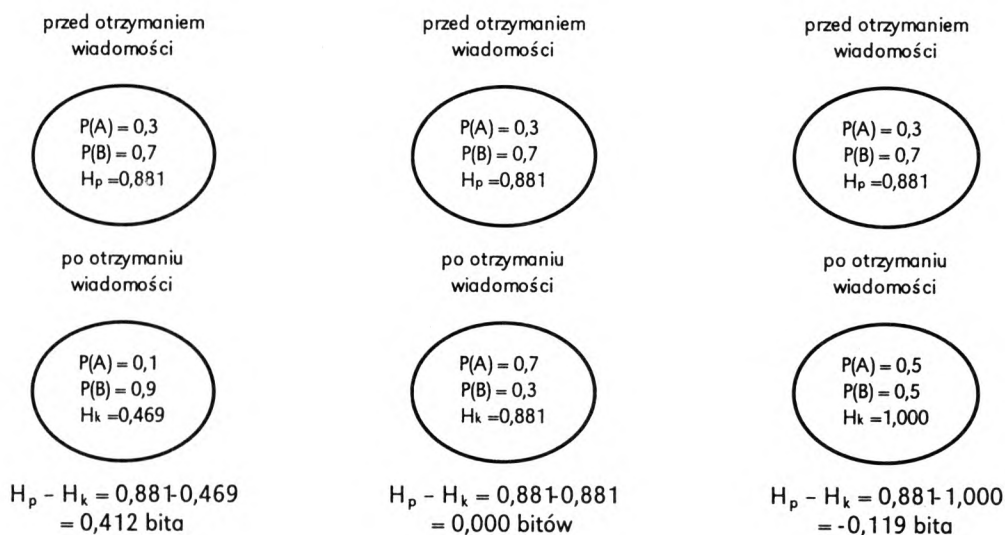 przed otrzymaniem
wiadomości
P(A) = 0,3
P(B) = 0,7
Hp =0,881
po otrzymaniu
wiadomości
P(A) = 0,1
P(B) = 0,9
Hk =0,469
Hp - Hk = 0,881-0,469
= 0,412 bita
przed otrzymaniem
wiadomości
P(A) = 0,3
P(B) = 0,7
Hp =0,881
po otrzymaniu
wiadomości
P(A) = 0,7
P(B) = 0,3
Hk =0,881
Hp - Hk = 0,881-0,881
= 0,000 bitów
przed otrzymaniem
wiadomości
P(A) = 0,3
P(B) = 0,7
Hp =0,881
po otrzymaniu
wiadomości
P(A) = 0,5
P(B) = 0,5
Hk =1,000
Hp - Hk = 0,881-1,000
= -0,119 bita